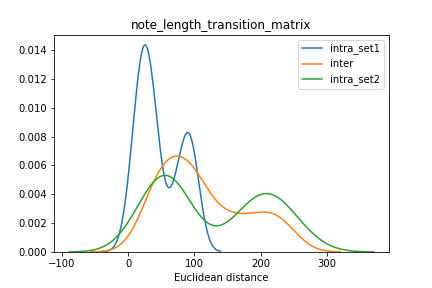 note_length_transition_matrix
intra_set1
inter
intra_set2
0.014
0.012
0.010
0.008
0.006
0.004
0.002
0.000
−100
0
100
200
300
Euclidean distance